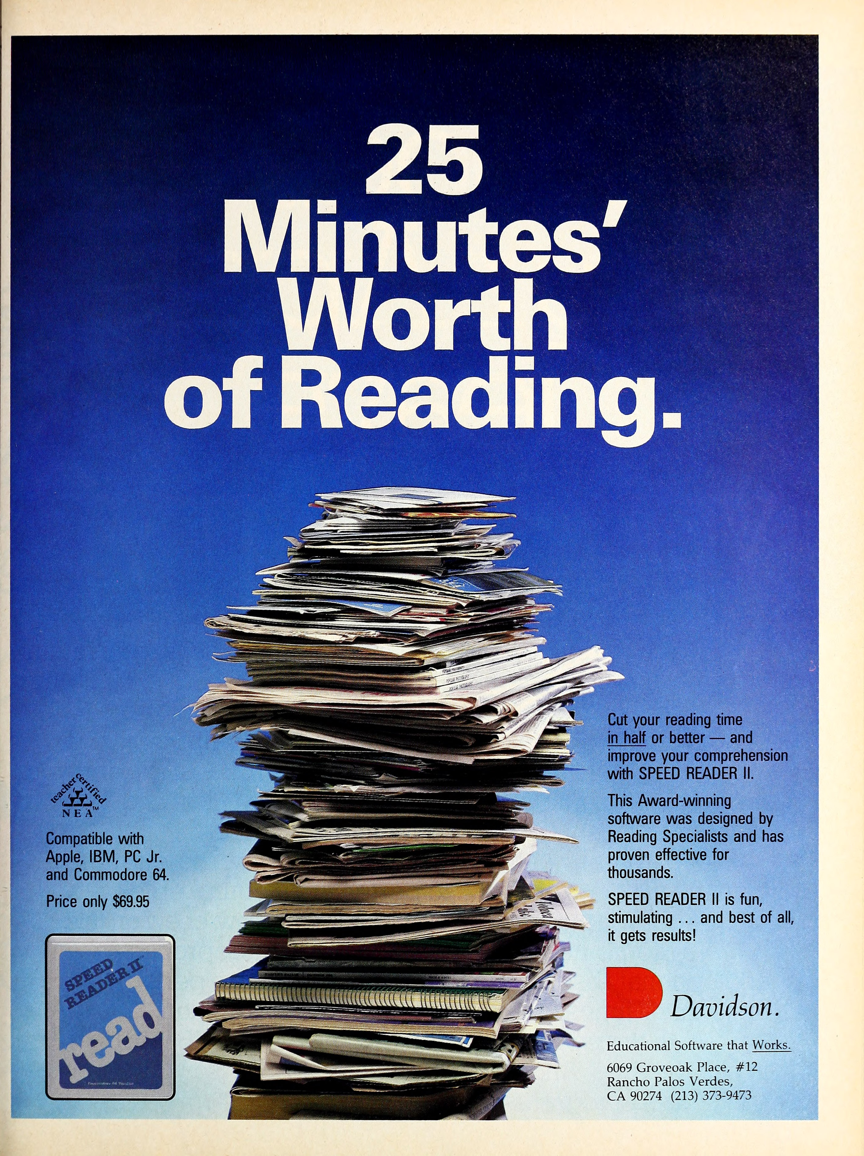 25
Minutes’
Worth
of Reading.
Cut your reading time
in half or better — and
improve your comprehension
with SPEED READER II.
This Award-winning
software was designed by
Reading Specialists and has
proven effective for
thousands.
SPEED READER II is fun,
stimulating . . . and best of all,
it gets results!
teacher certified
N E A™
Compatible with
Apple, IBM, PC Jr.
and Commodore 64.
Price only $69.95
SPEED
READER II™
read
Davidson.
Educational Software that Works.
6069 Groveoak Place, #12
Rancho Palos Verdes,
CA 90274 (213) 373-9473